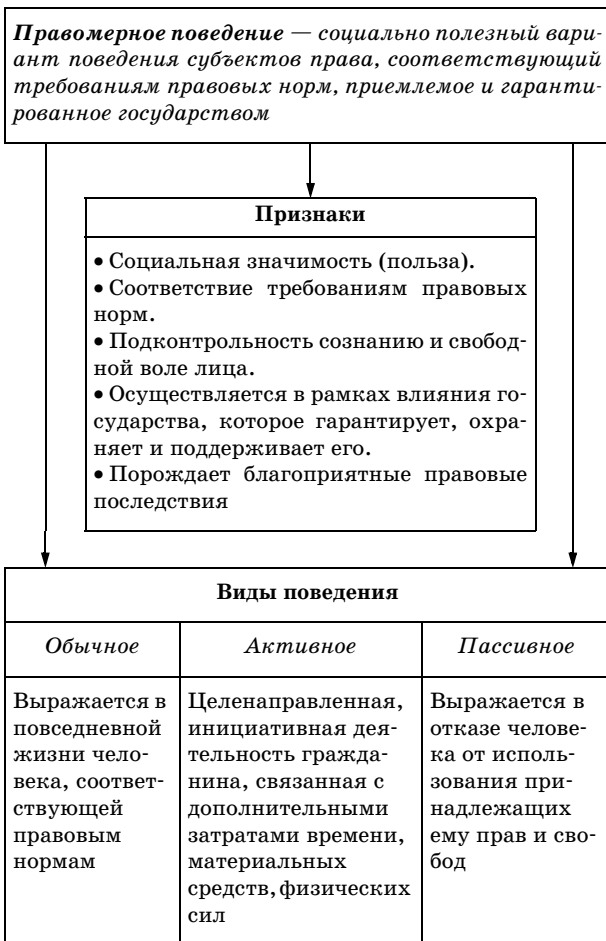 Правомерное поведение — социально полезный вари-
ант поведения субъектов права, соответствующий
требованиям правовых норм, приемлемое и гаранти-
рованное государством
Признаки
• Социальная значимость (польза).
• Соответствие требованиям правовых
норм.
• Подконтрольность сознанию и свобод-
ной воле лица.
• Осуществляется в рамках влияния го-
сударства, которое гарантирует, охра-
няет и поддерживает его.
• Порождает благоприятные правовые
последствия
Виды поведения
Обычное
Активное
Пассивное
Выражается в
повседневной
жизни чело-
века, соответ-
ствующей
правовым
нормам
Целенаправленная,
инициативная дея-
тельность гражда-
нина, связанная с
дополнительными
затратами времени,
материальных
средств, физических
сил
Выражается в
отказе челове-
ка от исполь-
зования при-
надлежащих
ему прав и сво-
бод